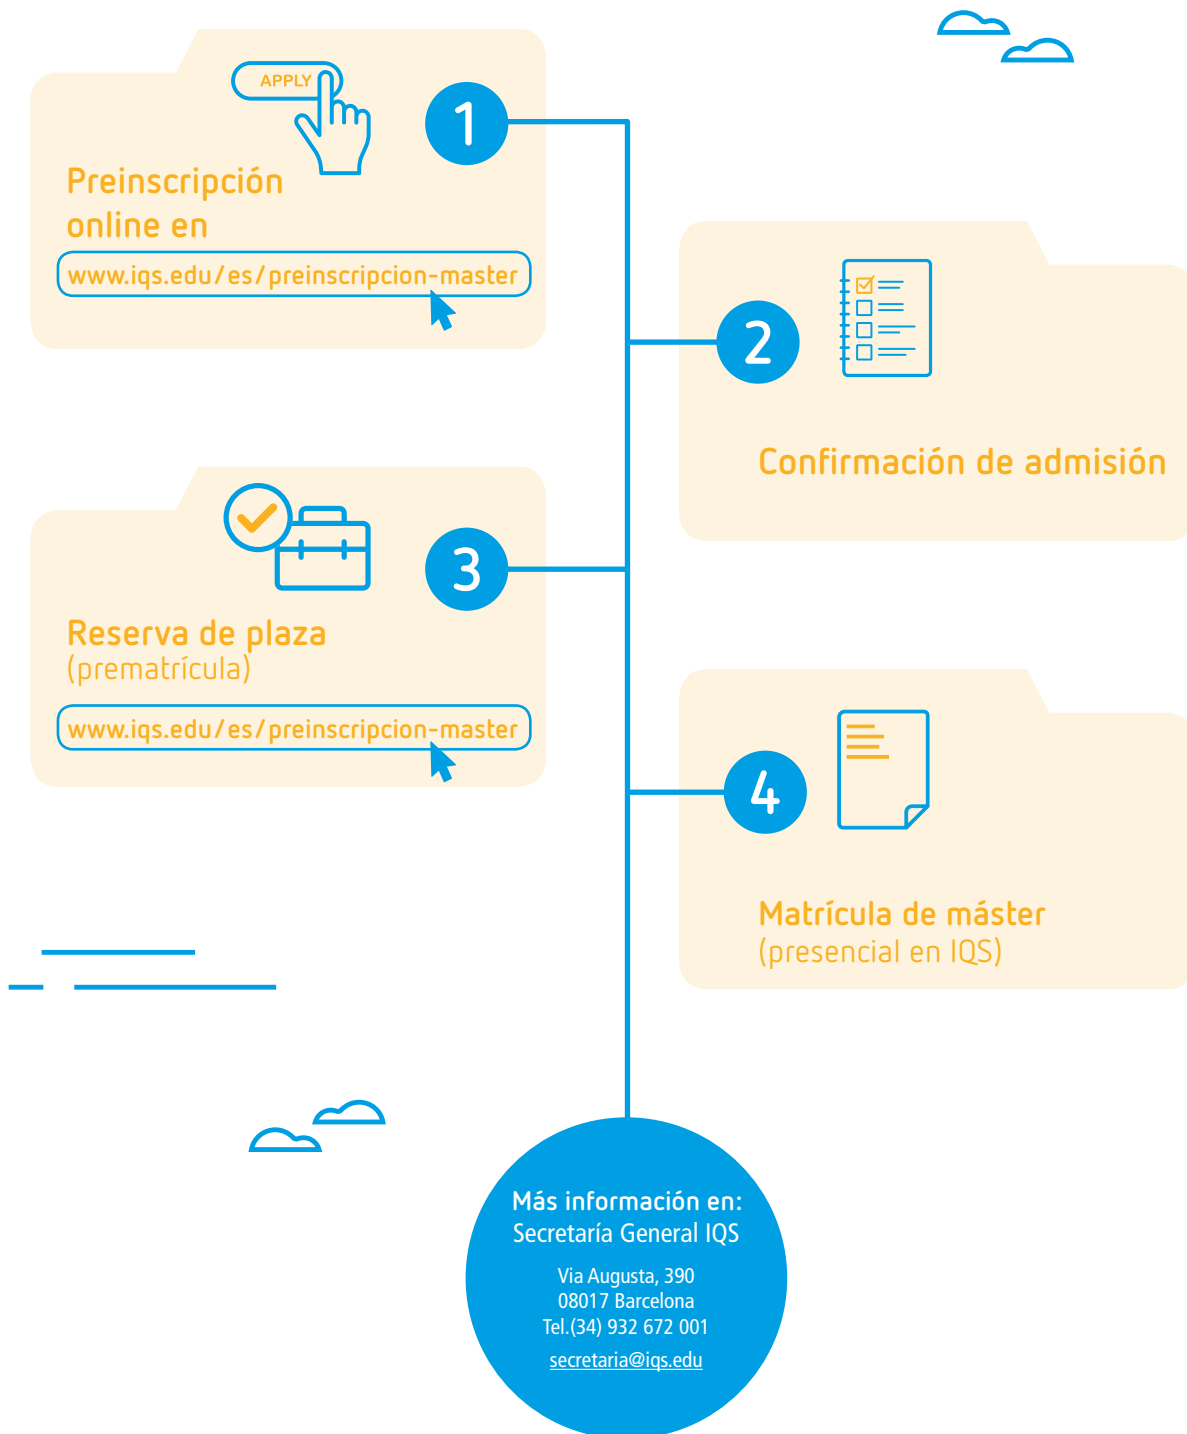 APPLY
1
Preinscripción
online en
www.iqs.edu/es/preinscripcion-master
2
Confirmación de admisión
3
Reserva de plaza
(prematrícula)
www.iqs.edu/es/preinscripcion-master
4
Matrícula de máster
(presencial en IQS)
Más información en:
Secretaría General IQS
Via Augusta, 390
08017 Barcelona
Tel.(34) 932 672 001
secretaria@iqs.edu